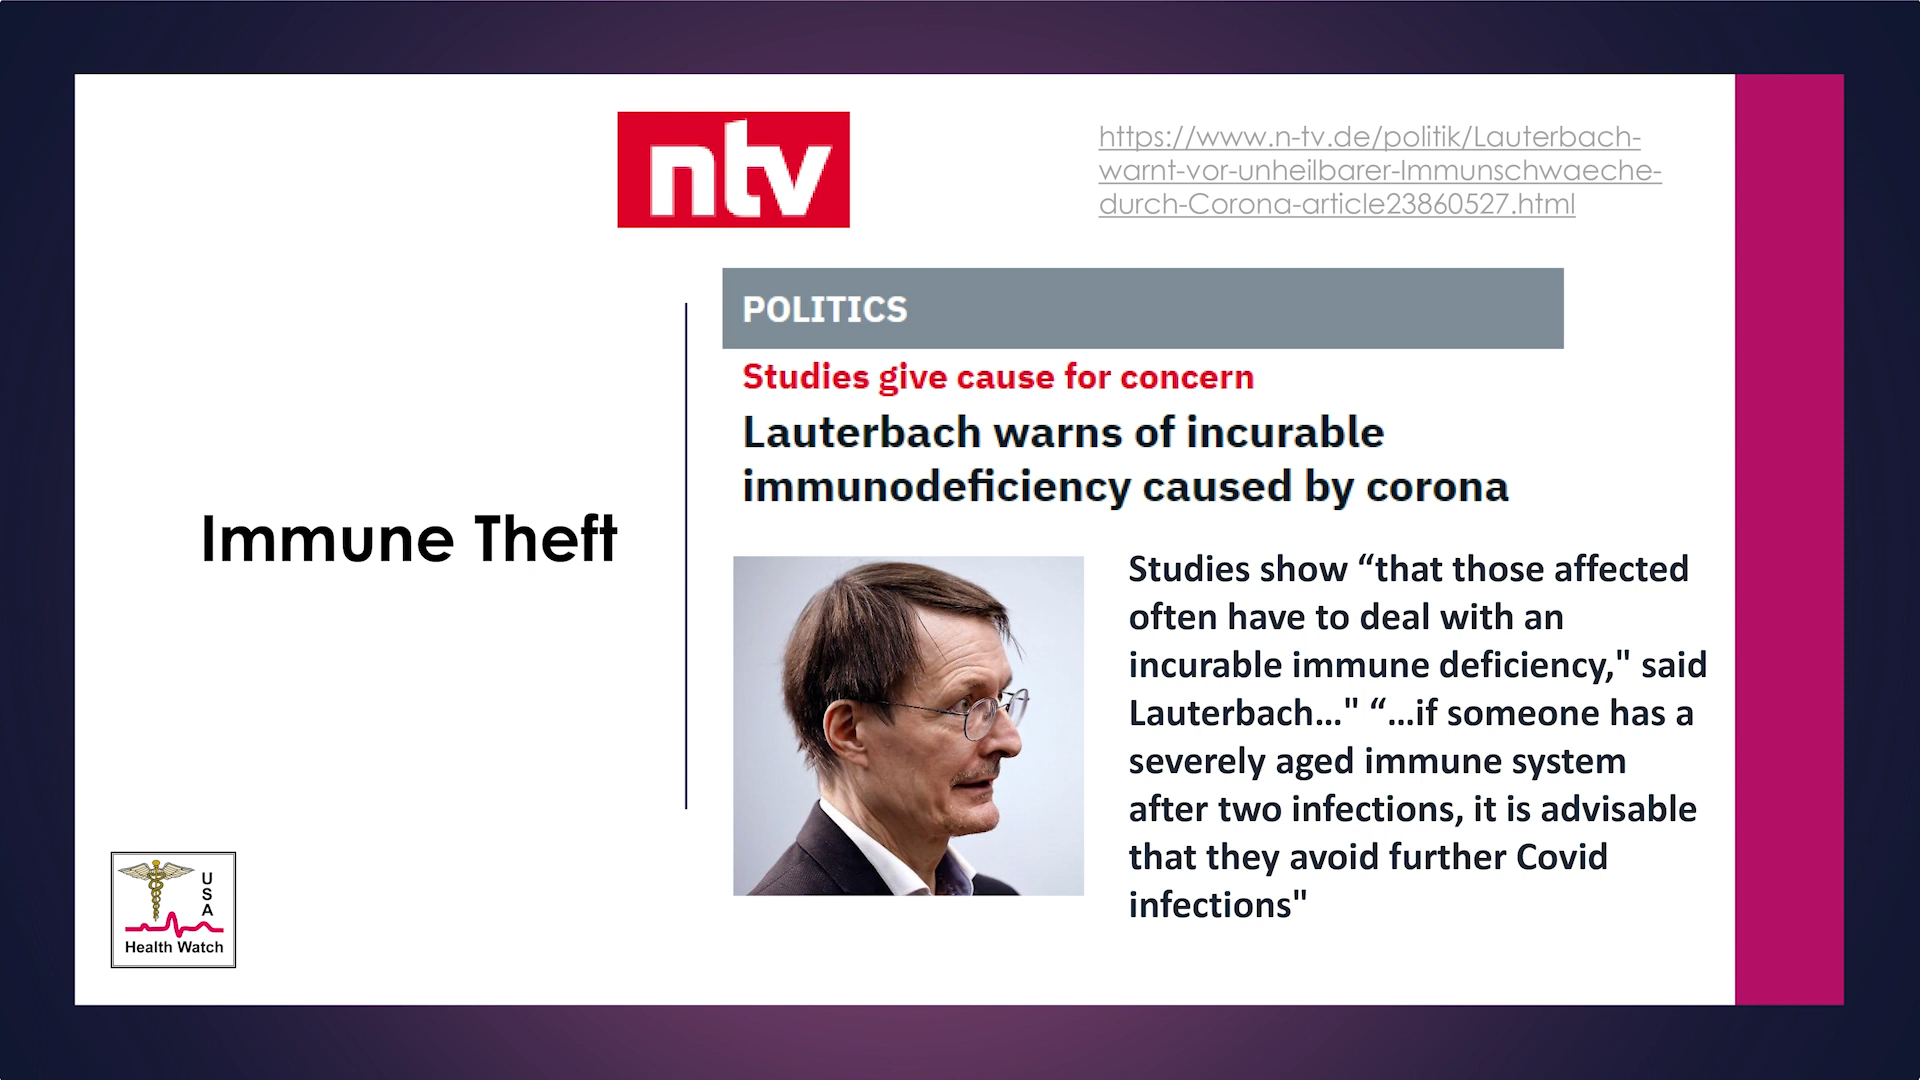 ntv
https://www.n-tv.de/politik/Lauterbach-
warnt-vor-unheilbarer-Immunschwaeche-
durch-Corona-article23860527.html
POLITICS
Studies give cause for concern
Lauterbach warns of incurable
immunodeficiency caused by corona
Immune Theft
Studies show “that those affected
often have to deal with an
incurable immune deficiency," said
Lauterbach…" “…if someone has a
severely aged immune system
after two infections, it is advisable
that they avoid further Covid
infections"
USA
Health Watch